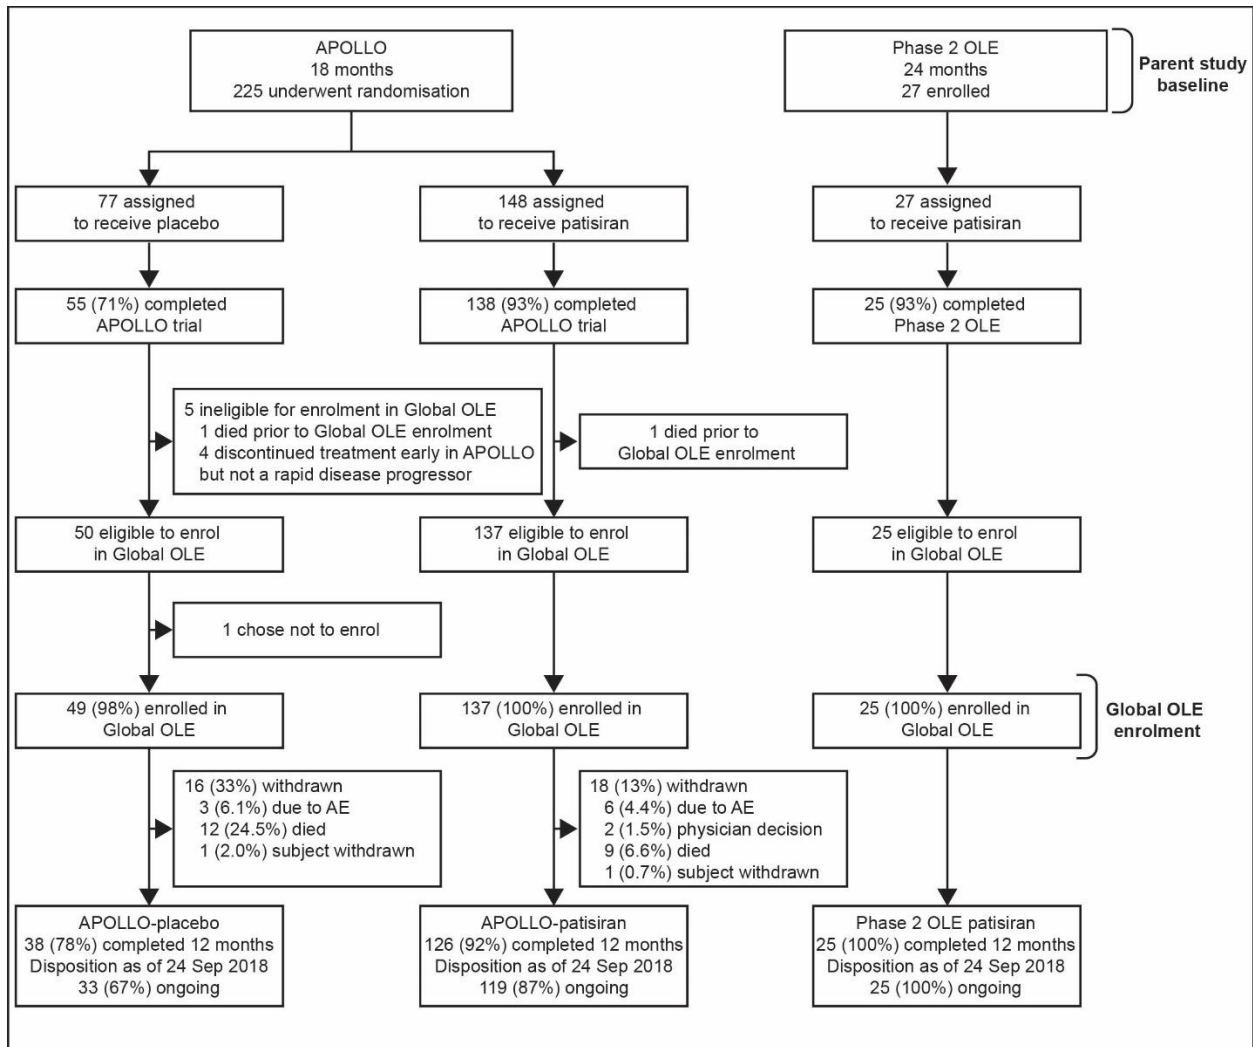 APOLLO
18 months
225 underwent randomisation
Phase 2 OLE
24 months
27 enrolled
Parent study
baseline
77 assigned
to receive placebo
148 assigned
to receive patisiran
27 assigned
to receive patisiran
55 (71%) completed
APOLLO trial
138 (93%) completed
APOLLO trial
25 (93%) completed
Phase 2 OLE
5 ineligible for enrolment in Global OLE
1 died prior to Global OLE enrolment
4 discontinued treatment early in APOLLO
but not a rapid disease progressor
1 died prior to
Global OLE enrolment
50 eligible to enrol
in Global OLE
137 eligible to enrol
in Global OLE
25 eligible to enrol
in Global OLE
1 chose not to enrol
49 (98%) enrolled in
Global OLE
137 (100%) enrolled in
Global OLE
25 (100%) enrolled in
Global OLE
Global OLE
enrolment
16 (33%) withdrawn
3 (6.1%) due to AE
12 (24.5%) died
1 (2.0%) subject withdrawn
18 (13%) withdrawn
6 (4.4%) due to AE
2 (1.5%) physician decision
9 (6.6%) died
1 (0.7%) subject withdrawn
APOLLO-placebo
38 (78%) completed 12 months
Disposition as of 24 Sep 2018
33 (67%) ongoing
APOLLO-patisiran
126 (92%) completed 12 months
Disposition as of 24 Sep 2018
119 (87%) ongoing
Phase 2 OLE patisiran
25 (100%) completed 12 months
Disposition as of 24 Sep 2018
25 (100%) ongoing